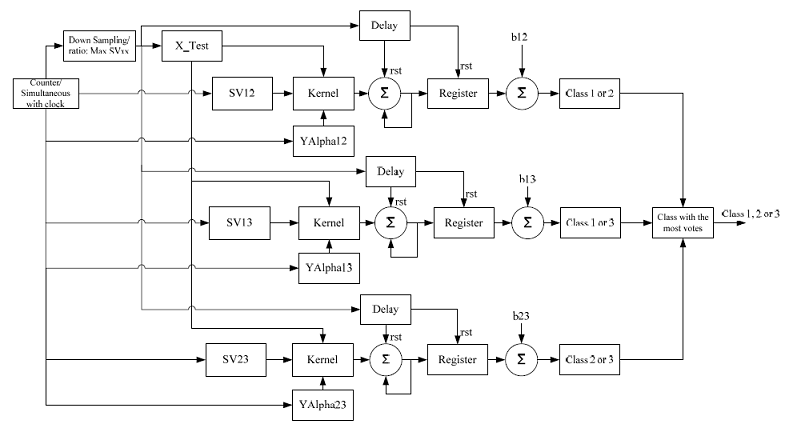 Delay
b12
Down Sampling/
ratio: Max SVxx
X_Test
rst
rst
Counter/
Simultaneous
with clock
SV12
Kernel
Σ
Register
Σ
Class 1 or 2
YAlpha12
Delay
b13
rst
rst
SV13
Kernel
Σ
Register
Σ
Class 1 or 3
Class with the
most votes
Class 1, 2 or 3
YAlpha13
Delay
b23
rst
rst
SV23
Kernel
Σ
Register
Σ
Class 2 or 3
YAlpha23